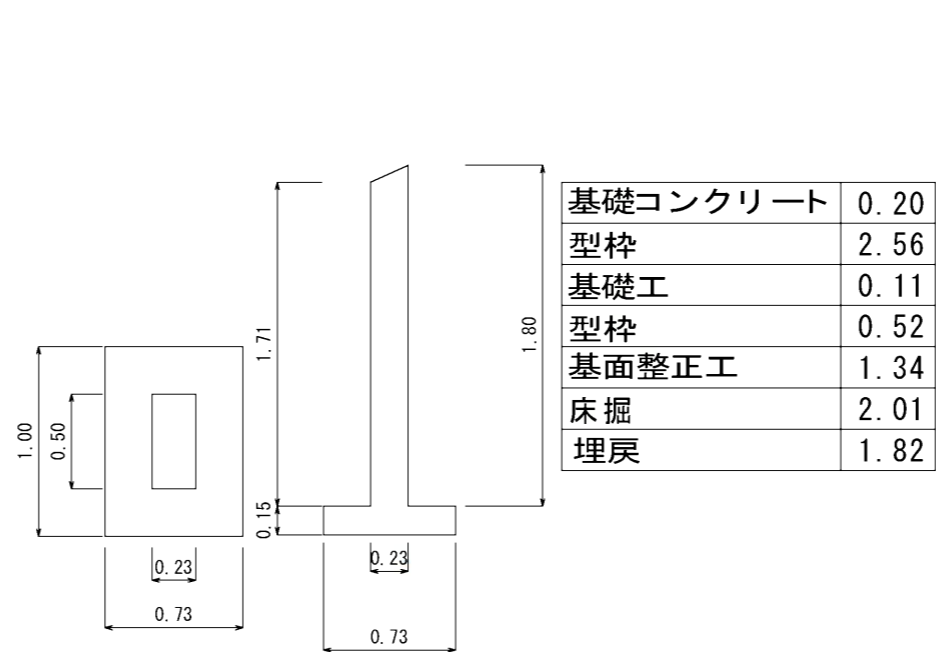 1.00
0.50
0.23
0.73
1.71
0.15
0.23
0.73
1.80
基礎コンクリート 0.20
型枠 2.56
基礎工 0.11
型枠 0.52
基面整正工 1.34
床掘 2.01
埋戻 1.82